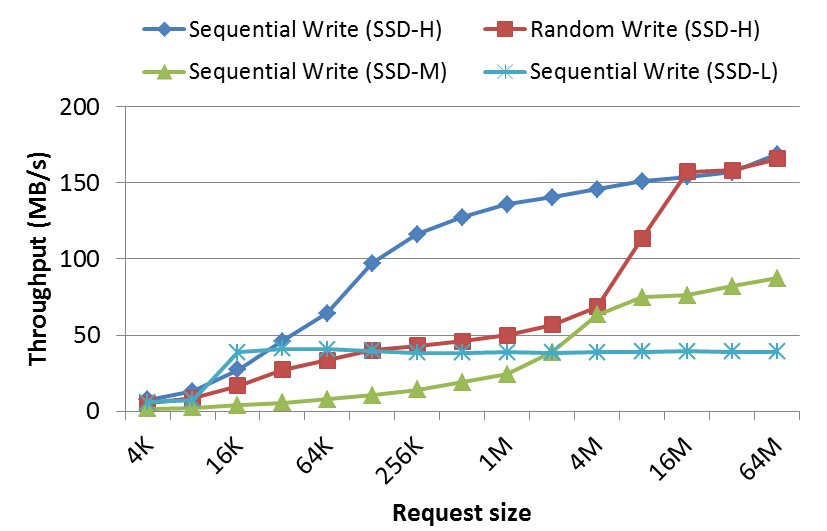 Sequential Write (SSD-H) Random Write (SSD-H)
Sequential Write (SSD-M) Sequential Write (SSD-L)
Throughput (MB/s)
200
150
100
50
0
4K 16K 64K 256K 1M 4M 16M 64M
Request size